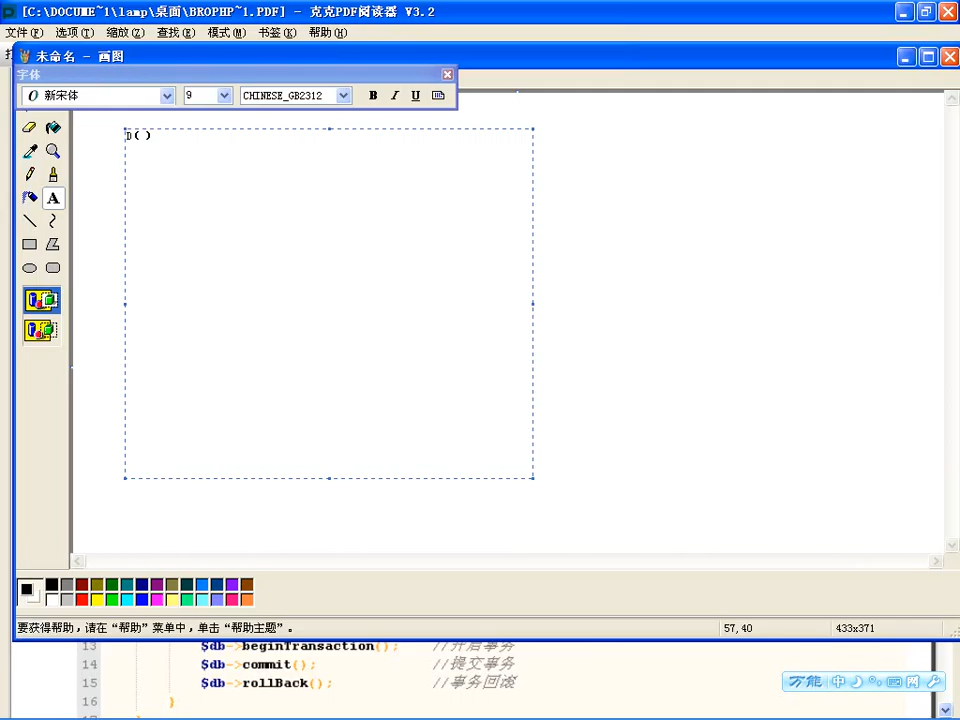 [C:\DOCUME~1\lamp\桌面\BROPHP~1.PDF] - 克克PDF阅读器 V3.2
文件(F) 选项(T) 缩放(Z) 查找(E) 模式(M) 书签(K) 帮助(H)
未命名 - 画图
字体
新宋体 9 CHINESE_GB2312 B I U
D()
A
要获得帮助，请在“帮助”菜单中，单击“帮助主题”。 57,40 433x371
13 $db->beginTransaction(); //开启事务
14 $db->commit(); //提交事务
15 $db->rollBack(); //事务回滚
16 }
万能 中